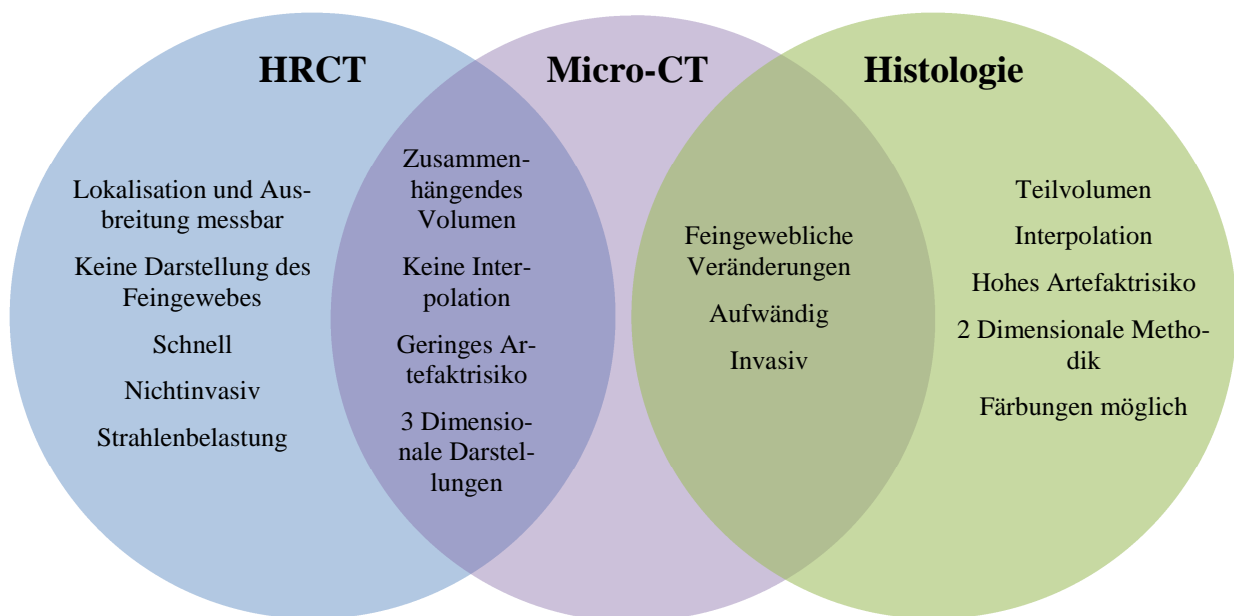 HRCT
Micro-CT
Histologie
Lokalisation und Aus-
breitung messbar
Keine Darstellung des
Feingewebes
Schnell
Nichtinvasiv
Strahlenbelastung
Zusammen-
hängendes
Volumen
Keine Inter-
polation
Geringes Ar-
tefaktrisiko
3 Dimensio-
nale Darstel-
lungen
Feingewebliche
Veränderungen
Aufwändig
Invasiv
Teilvolumen
Interpolation
Hohes Artefaktrisiko
2 Dimensionale Metho-
dik
Färbungen möglich